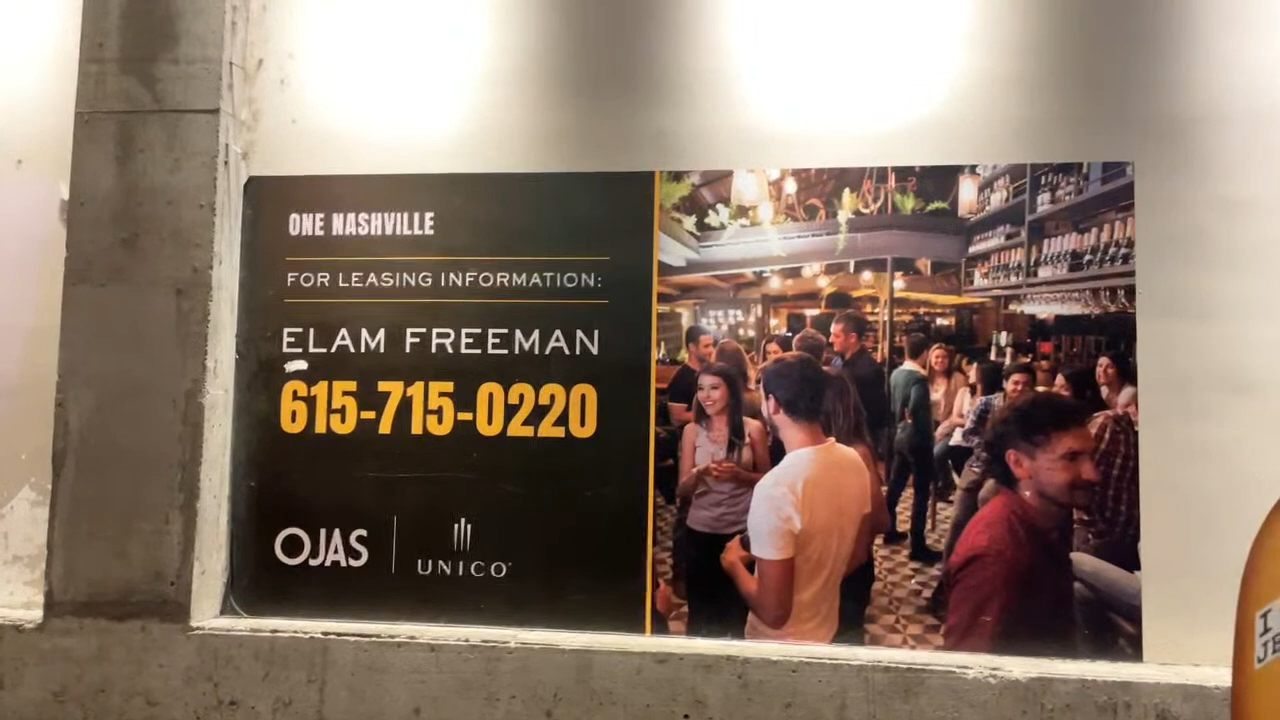 ONE NASHVILLE
FOR LEASING INFORMATION:
ELAM FREEMAN
615-715-0220
OJAS
UNICO
I